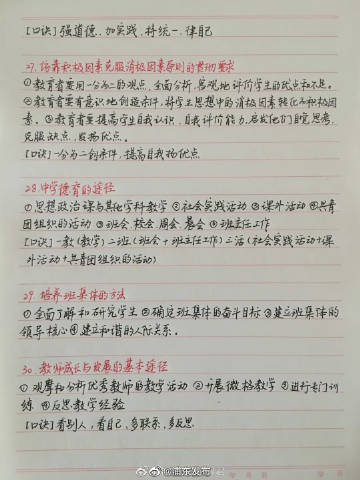 [口诀]强道德、加实践、持统一、律自己
27. 依靠积极因素克服消极因素原则的贯彻要求
①教育者要用一分为二的观点,全面分析,客观地评价学生的优点和不足。
②教育者要有意识地创造条件,将学生思想中的消极因素转化为积极因
素。③教育者要提高学生自我认识,自我评价能力,启发他们自觉思考,
克服缺点,发扬优点。
[口诀]一分为二创条件,提高自我扬优点
28. 中学德育的途径
①思想政治课与其他学科教学 ②社会实践活动 ③课外活动 ④共青
团组织的活动 ⑤班会 校会 周会 晨会 ⑥班主任工作
[口诀]一教(教学)二班(班会+班主任工作)三活(社会实践活动+课
外活动+共青团组织的活动)
29. 培养班集体的方法
①全面了解和研究学生 ②确定班集体的奋斗目标 ③建立班集体的
领导核心 ④建立和谐的人际关系。
30. 教师成长与发展的基本途径
①观摩和分析优秀教师的教学活动 ②开展微格教学 ③进行专门训
练 ④反思教学经验
[口诀]看别人,看自己,多联系,多反思
@浦东发布